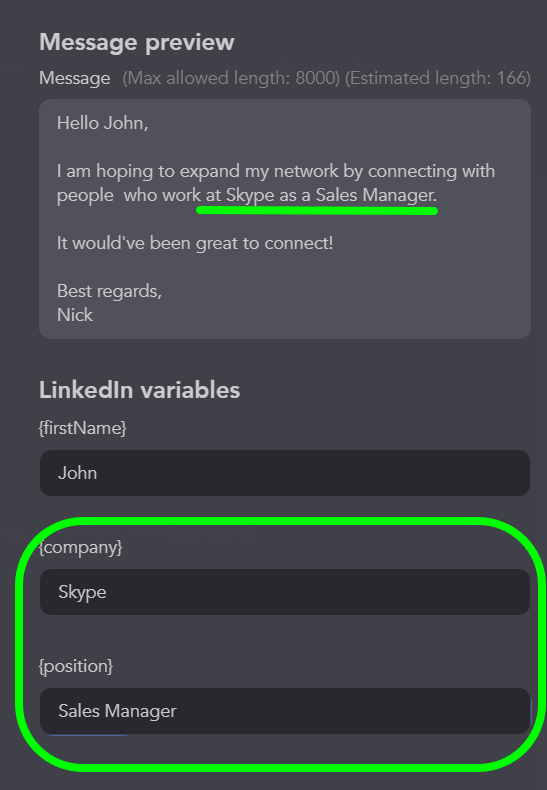 Message preview
Message (Max allowed length: 8000) (Estimated length: 166)
Hello John,
I am hoping to expand my network by connecting with
people  who work at Skype as a Sales Manager.
It would've been great to connect!
Best regards,
Nick
LinkedIn variables
{firstName}
John
{company}
Skype
{position}
Sales Manager